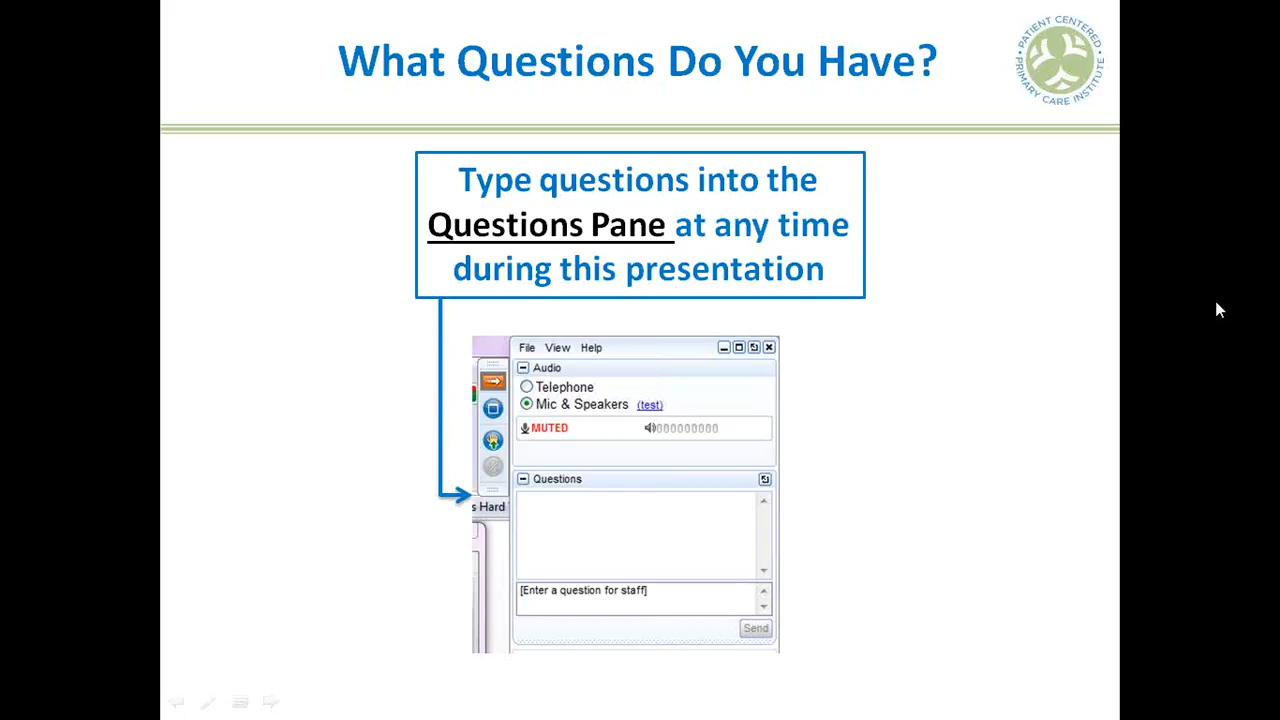 What Questions Do You Have?
PATIENT CENTERED
PRIMARY CARE INSTITUTE
Type questions into the
Questions Pane at any time
during this presentation
File View Help
Audio
Telephone
Mic & Speakers (test)
MUTED
Questions
s Hard
[Enter a question for staff]
Send